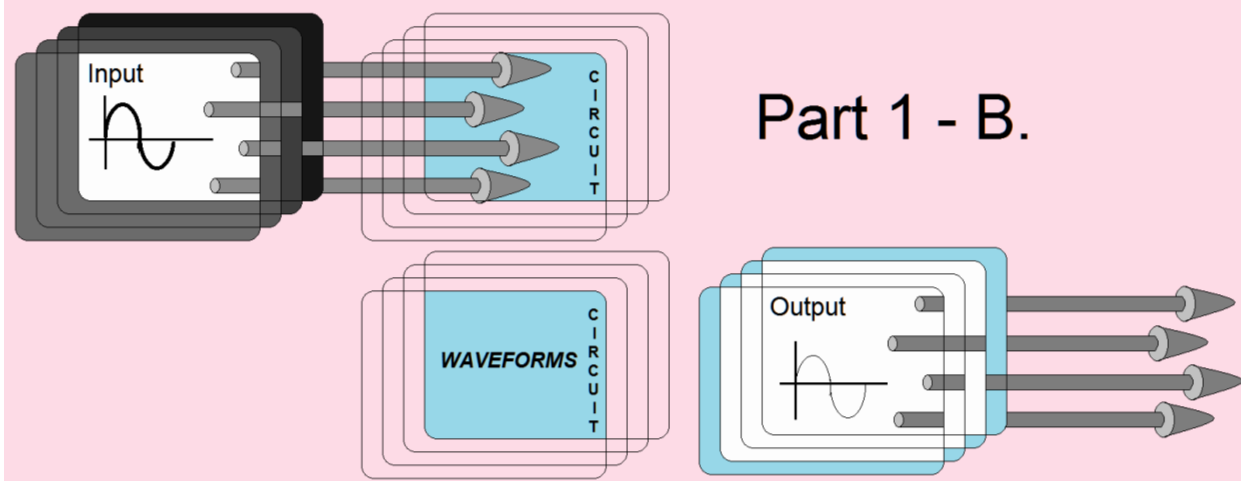 Input
CIRCUIT
Part 1 - B.
WAVEFORMS
CIRCUIT
Output